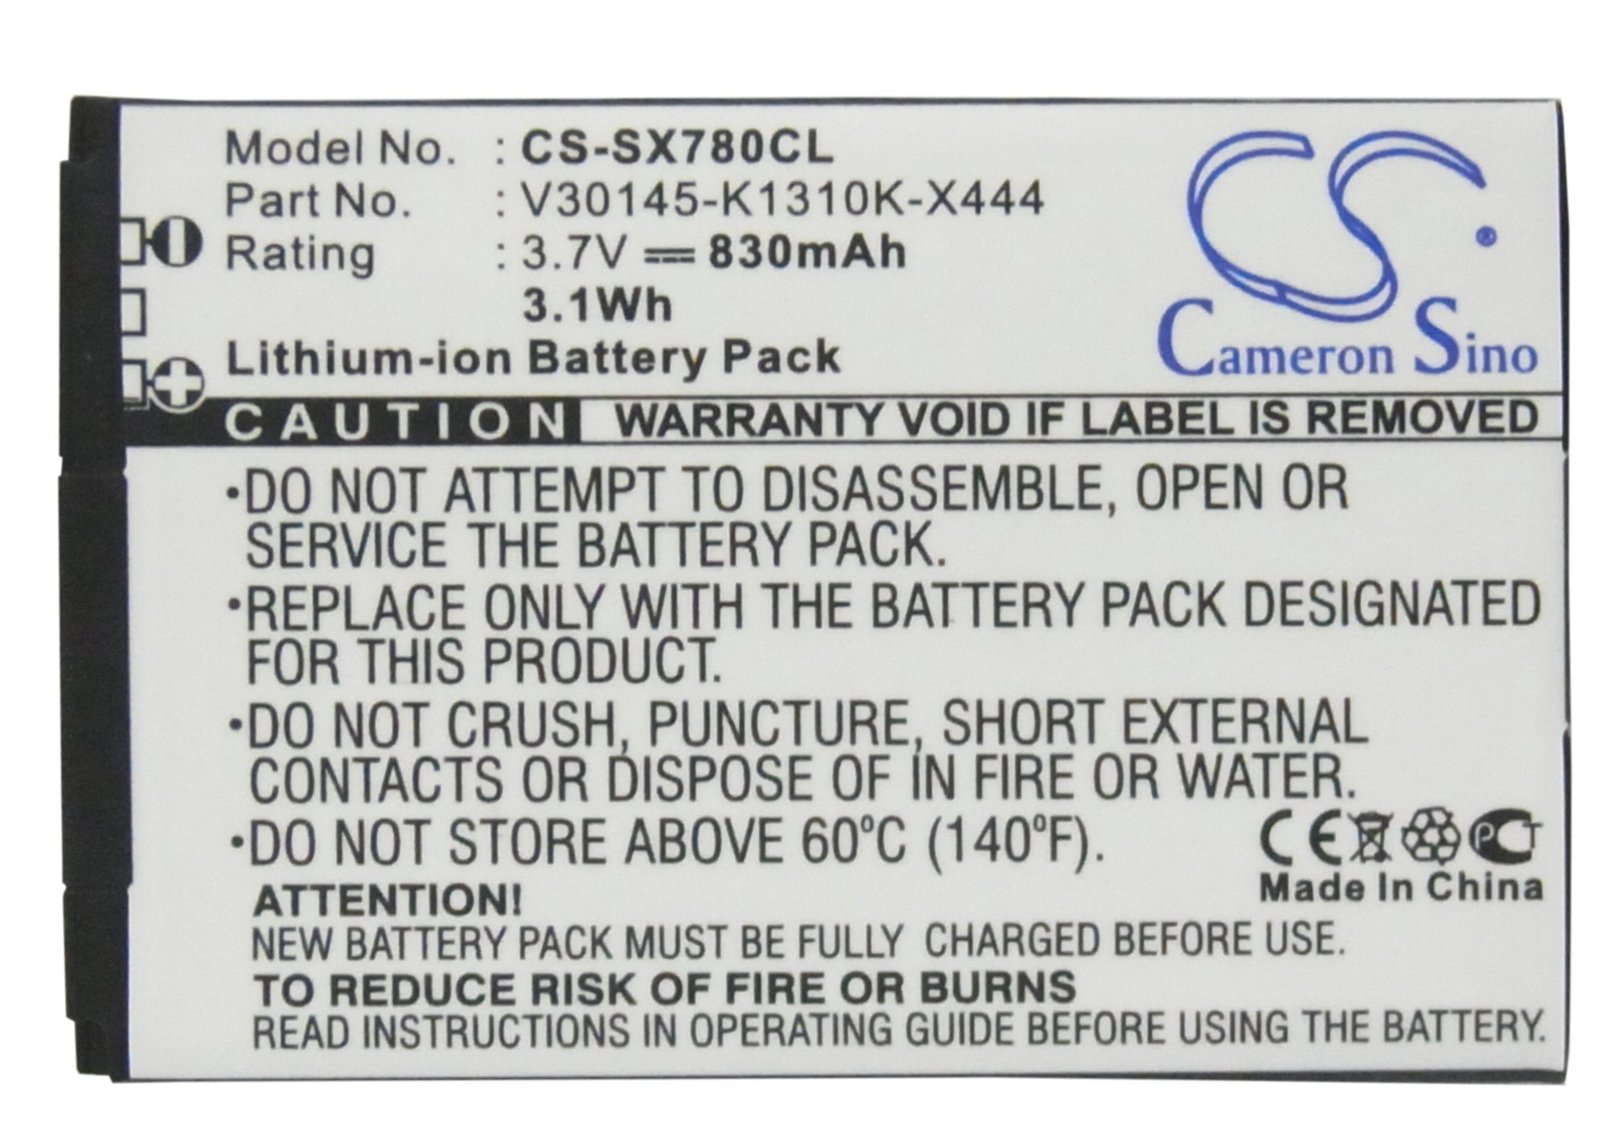 Model No. : CS-SX780CL
Part No. : V30145-K1310K-X444
Rating : 3.7V ⎓ 830mAh
3.1Wh
Lithium-ion Battery Pack
CS
®
Cameron Sino
CAUTION WARRANTY VOID IF LABEL IS REMOVED
•DO NOT ATTEMPT TO DISASSEMBLE, OPEN OR
SERVICE THE BATTERY PACK.
•REPLACE ONLY WITH THE BATTERY PACK DESIGNATED
FOR THIS PRODUCT.
•DO NOT CRUSH, PUNCTURE, SHORT EXTERNAL
CONTACTS OR DISPOSE OF IN FIRE OR WATER.
•DO NOT STORE ABOVE 60ºC (140ºF).
CE PCT
Made In China
ATTENTION!
NEW BATTERY PACK MUST BE FULLY CHARGED BEFORE USE.
TO REDUCE RISK OF FIRE OR BURNS
READ INSTRUCTIONS IN OPERATING GUIDE BEFORE USING THE BATTERY.